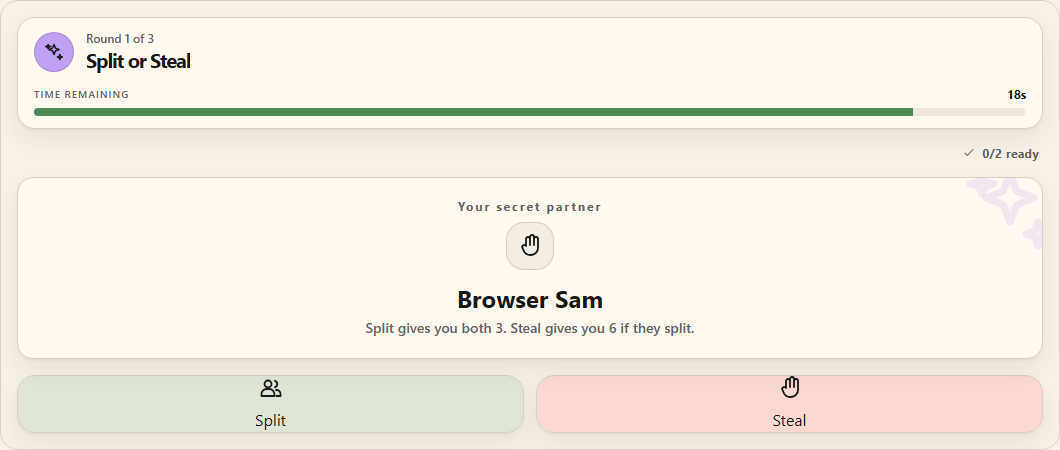 Round 1 of 3
Split or Steal
TIME REMAINING
18s
0/2 ready
Your secret partner
Browser Sam
Split gives you both 3. Steal gives you 6 if they split.
Split
Steal